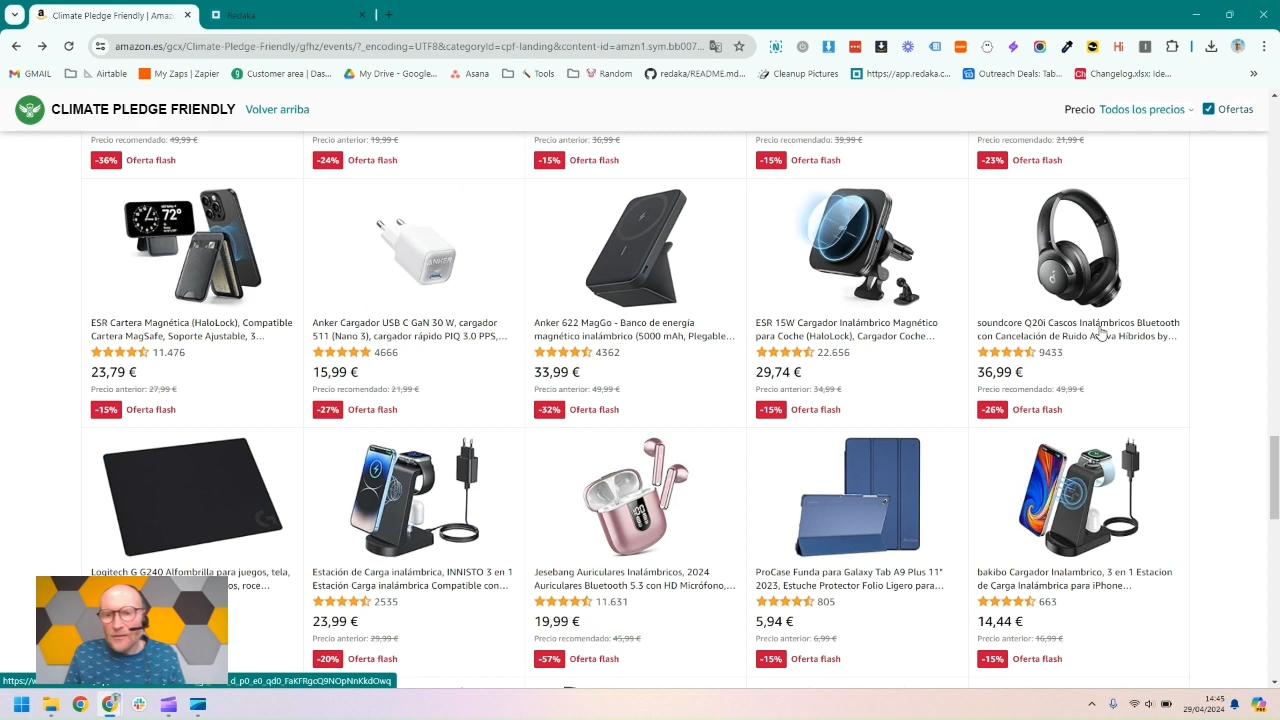 Climate Pledge Friendly | Amaz
Redaka
amazon.es/gcx/Climate-Pledge-Friendly/gfhz/events/?_encoding=UTF8&categoryId=cpf-landing&content-id=amzn1.sym.bb007...
GMAIL
Airtable
My Zaps | Zapier
Customer area | Das...
My Drive - Google...
Asana
Tools
Random
redaka/README.md...
Cleanup Pictures
https://app.redaka...
Outreach Deals: Tab...
Changelog.xlsx: Ide...
CLIMATE PLEDGE FRIENDLY
Volver arriba
Precio Todos los precios
Ofertas
Precio recomendado: 49,99 €
Precio anterior: 19,99 €
Precio anterior: 36,99 €
Precio anterior: 39,99 €
Precio recomendado: 21,99 €
-36% Oferta flash
-24% Oferta flash
-15% Oferta flash
-15% Oferta flash
-23% Oferta flash
72°
ANKER
ESR Cartera Magnética (HaloLock), Compatible
Cartera MagSafe, Soporte Ajustable, 3...
11.476
23,79 €
Precio anterior: 27,99 €
-15% Oferta flash
Anker Cargador USB C GaN 30 W, cargador
511 (Nano 3), cargador rápido PIQ 3.0 PPS,...
4666
15,99 €
Precio recomendado: 21,99 €
-27% Oferta flash
Anker 622 MagGo - Banco de energía
magnético inalámbrico (5000 mAh, Plegable...
4362
33,99 €
Precio anterior: 49,99 €
-32% Oferta flash
ESR 15W Cargador Inalámbrico Magnético
para Coche (HaloLock), Cargador Coche...
22.656
29,74 €
Precio anterior: 34,99 €
-15% Oferta flash
soundcore Q20i Cascos Inalámbricos Bluetooth
con Cancelación de Ruido Activa Híbridos by...
9433
36,99 €
Precio recomendado: 49,99 €
-26% Oferta flash
Logitech G G240 Alfombrilla para juegos, tela,
os, roce...
Estación de Carga inalámbrica, INNISTO 3 en 1
Estación Carga inalámbrica Compatible con...
2535
23,99 €
Precio anterior: 29,99 €
-20% Oferta flash
Jesebang Auriculares Inalámbricos, 2024
Auriculares Bluetooth 5.3 con HD Micrófono,...
11.631
19,99 €
Precio recomendado: 45,99 €
-57% Oferta flash
ProCase Funda para Galaxy Tab A9 Plus 11"
2023, Estuche Protector Folio Ligero para...
805
5,94 €
Precio anterior: 6,99 €
-15% Oferta flash
bakibo Cargador Inalambrico, 3 en 1 Estacion
de Carga Inalámbrica para iPhone...
663
14,44 €
Precio anterior: 16,99 €
-15% Oferta flash
14:45
29/04/2024